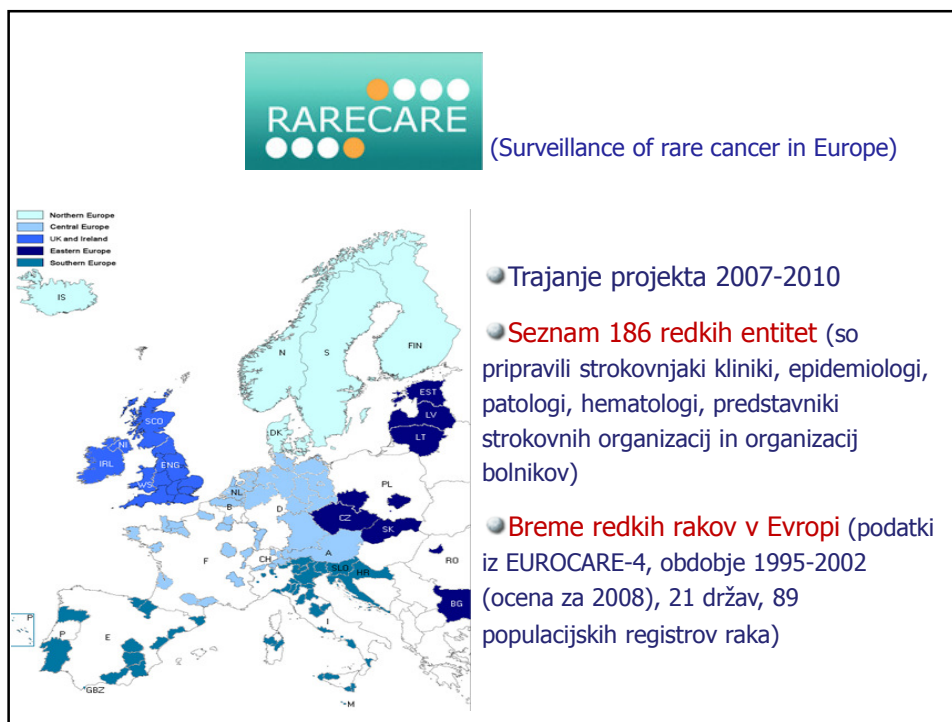 RARECARE
(Surveillance of rare cancer in Europe)
Northern Europe
Central Europe
UK and Ireland
Eastern Europe
Southern Europe
IS
N
S
FIN
EST
LV
LT
DK
SCO
NI
IRL
ENG
WS
NL
B
D
PL
CZ
SK
F
CH
A
SLO
HR
RO
BG
I
P
P
E
GBZ
M
Trajanje projekta 2007-2010
Seznam 186 redkih entitet (so
pripravili strokovnjaki kliniki, epidemiologi,
patologi, hematologi, predstavniki
strokovnih organizacij in organizacij
bolnikov)
Breme redkih rakov v Evropi (podatki
iz EUROCARE-4, obdobje 1995-2002
(ocena za 2008), 21 držav, 89
populacijskih registrov raka)